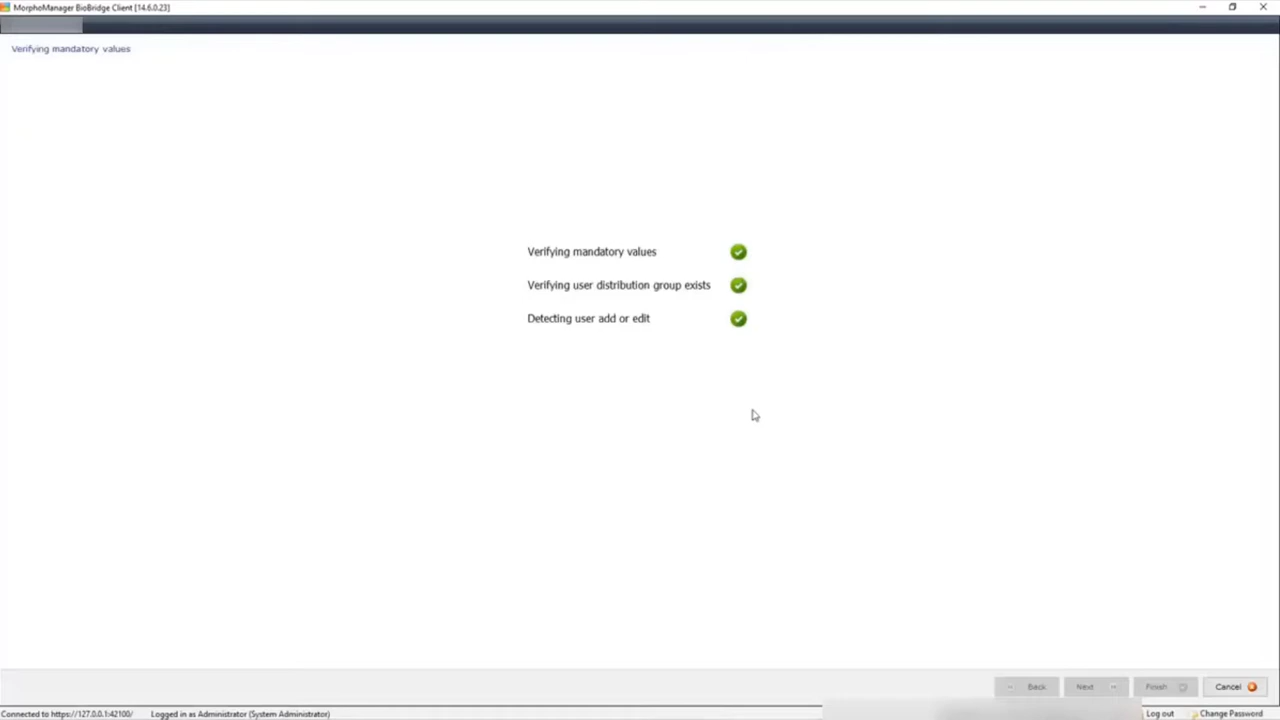 MorphoManager BioBridge Client [14.6.0.23]
Verifying mandatory values
Verifying mandatory values
Verifying user distribution group exists
Detecting user add or edit
Back Next Finish Cancel
Connected to https://127.0.0.1:42100/ Logged in as Administrator (System Administrator) Log out Change Password